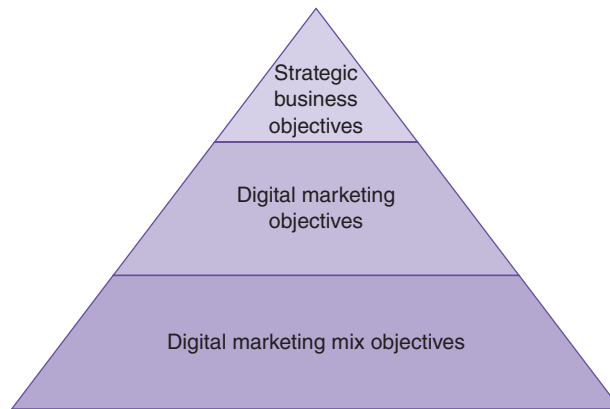 Strategic
business
objectives
Digital marketing
objectives
Digital marketing mix objectives